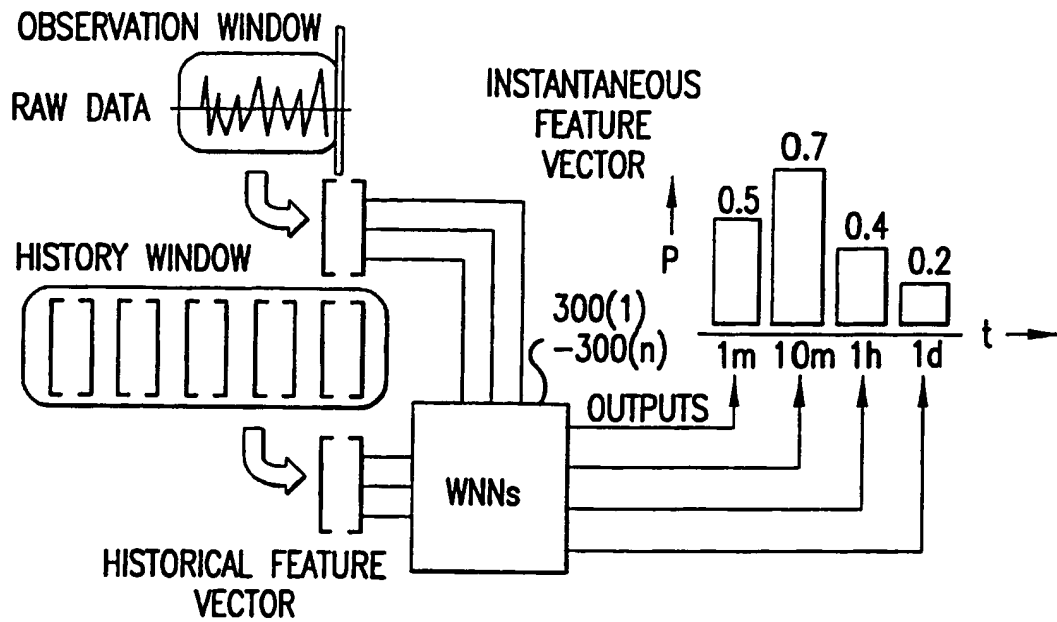 OBSERVATION WINDOW
RAW DATA
INSTANTANEOUS
FEATURE
VECTOR
HISTORY WINDOW
300(1)
-300(n)
P
0.5
0.7
0.4
0.2
1m 10m 1h 1d
t
OUTPUTS
WNNs
HISTORICAL FEATURE
VECTOR